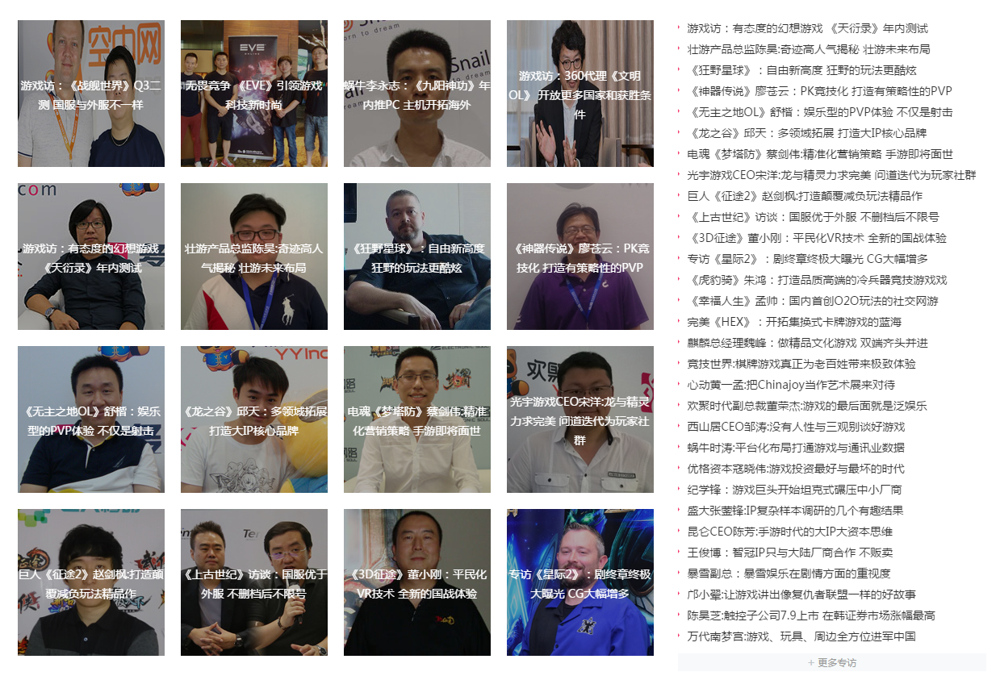 游戏访：《战舰世界》Q3二
测 国服与外服不一样
无畏竞争 《EVE》引领游戏
科技新时尚
蜗牛李永志：《九阳神功》年
内推PC 主机开拓海外
游戏访：360代理《文明
OL》 开放更多国家和获胜条
件
游戏访：有态度的幻想游戏
《天衍录》年内测试
壮游产品总监陈昊:奇迹高人
气揭秘 壮游未来布局
《狂野星球》：自由新高度
狂野的玩法更酷炫
《神器传说》廖苍云：PK竞
技化 打造有策略性的PVP
《无主之地OL》舒楷：娱乐
型的PVP体验 不仅是射击
《龙之谷》邱天：多领域拓展
打造大IP核心品牌
电魂《梦塔防》蔡剑伟:精准
化营销策略 手游即将面世
光宇游戏CEO宋洋:龙与精灵
力求完美 问道迭代为玩家社
群
巨人《征途2》赵剑枫:打造颠
覆减负玩法精品作
《上古世纪》访谈：国服优于
外服 不删档后不限号
《3D征途》董小刚：平民化
VR技术 全新的国战体验
专访《星际2》：剧终章终极
大曝光 CG大幅增多
游戏访：有态度的幻想游戏 《天衍录》年内测试
壮游产品总监陈昊:奇迹高人气揭秘 壮游未来布局
《狂野星球》：自由新高度 狂野的玩法更酷炫
《神器传说》廖苍云：PK竞技化 打造有策略性的PVP
《无主之地OL》舒楷：娱乐型的PVP体验 不仅是射击
《龙之谷》邱天：多领域拓展 打造大IP核心品牌
电魂《梦塔防》蔡剑伟:精准化营销策略 手游即将面世
光宇游戏CEO宋洋:龙与精灵力求完美 问道迭代为玩家社群
巨人《征途2》赵剑枫:打造颠覆减负玩法精品作
《上古世纪》访谈：国服优于外服 不删档后不限号
《3D征途》董小刚：平民化VR技术 全新的国战体验
专访《星际2》：剧终章终极大曝光 CG大幅增多
《虎豹骑》朱鸿：打造品质高端的冷兵器竞技游戏戏
《幸福人生》孟帅：国内首创O2O玩法的社交网游
完美《HEX》：开拓集换式卡牌游戏的蓝海
麒麟总经理魏峰：做精品文化游戏 双端齐头并进
竞技世界:棋牌游戏真正为老百姓带来极致体验
心动黄一孟:把Chinajoy当作艺术展来对待
欢聚时代副总裁董荣杰:游戏的最后面就是泛娱乐
西山居CEO邹涛:没有人性与三观别谈好游戏
蜗牛时涛:平台化布局打通游戏与通讯业数据
优格资本寇晓伟:游戏投资最好与最坏的时代
纪学锋：游戏巨头开始坦克式碾压中小厂商
盛大张蓥锋:IP复杂样本调研的几个有趣结果
昆仑CEO陈芳:手游时代的大IP大资本思维
王俊博：智冠IP只与大陆厂商合作 不贩卖
暴雪副总：暴雪娱乐在剧情方面的重视度
邝小翚:让游戏讲出像复仇者联盟一样的好故事
陈昊芝:触控子公司7.9上市 在韩证券市场涨幅最高
万代南梦宫:游戏、玩具、周边全方位进军中国
+ 更多专访